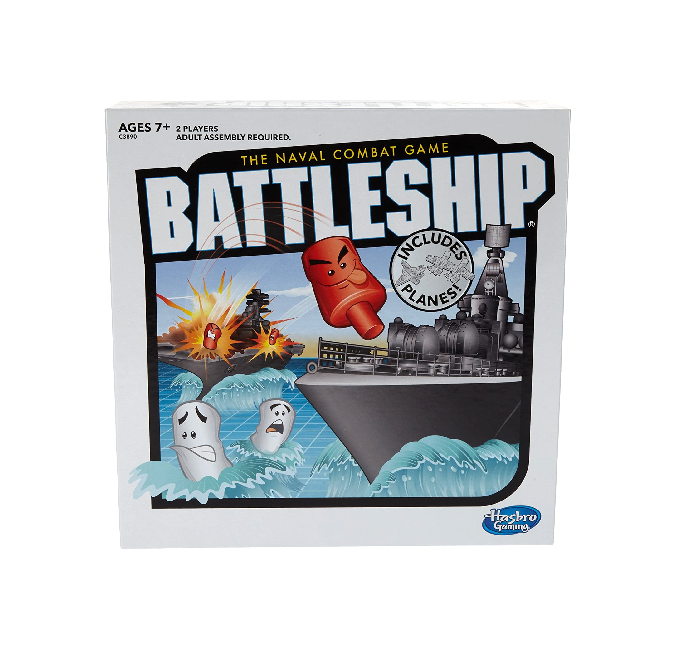 AGES 7+
C3890
2 PLAYERS
ADULT ASSEMBLY REQUIRED.
THE NAVAL COMBAT GAME
BATTLESHIP®
INCLUDES
PLANES!
Hasbro
Gaming